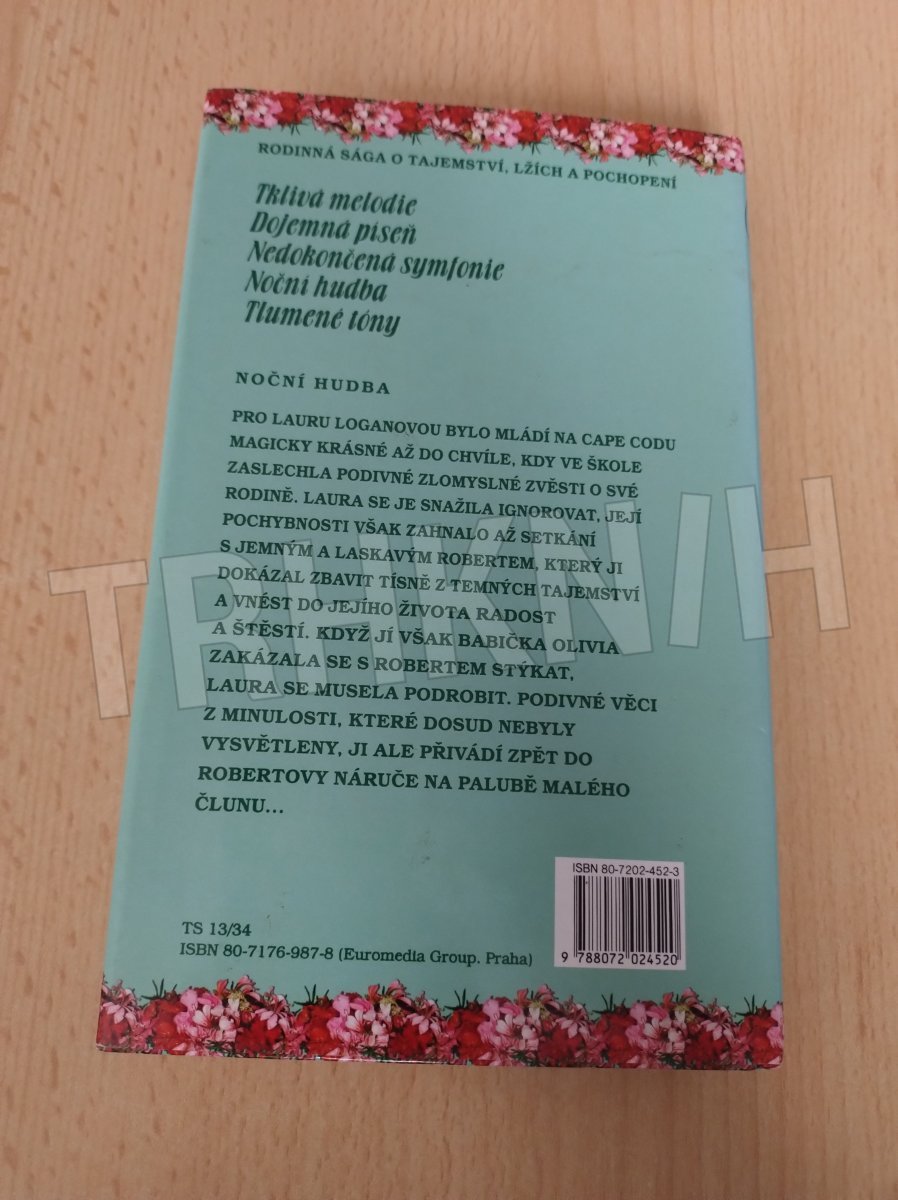 RODINNÁ SÁGA O TAJEMSTVÍ, LŽÍCH A POCHOPENÍ
Tklivá melodie
Dojemná píseň
Nedokončená symfonie
Noční hudba
Tlumené tóny
NOČNÍ HUDBA
PRO LAURU LOGANOVOU BYLO MLÁDÍ NA CAPE CODU
MAGICKY KRÁSNÉ AŽ DO CHVÍLE, KDY VE ŠKOLE
ZASLECHLA PODIVNÉ ZLOMYSLNÉ ZVĚSTI O SVÉ
RODINĚ. LAURA SE JE SNAŽILA IGNOROVAT, JEJÍ
POCHYBNOSTI VŠAK ZAHNALO AŽ SETKÁNÍ
S JEMNÝM A LASKAVÝM ROBERTEM, KTERÝ JI
DOKÁZAL ZBAVIT TÍSNĚ Z TEMNÝCH TAJEMSTVÍ
A VNÉST DO JEJÍHO ŽIVOTA RADOST
A ŠTĚSTÍ. KDYŽ JÍ VŠAK BABIČKA OLIVIA
ZAKÁZALA SE S ROBERTEM STÝKAT,
LAURA SE MUSELA PODROBIT. PODIVNÉ VĚCI
Z MINULOSTI, KTERÉ DOSUD NEBYLY
VYSVĚTLENY, JI ALE PŘIVÁDÍ ZPĚT DO
ROBERTOVY NÁRUČE NA PALUBĚ MALÉHO
ČLUNU...
TRHKNIH
ISBN 80-7202-452-3
9 788072 024520
TS 13/34
ISBN 80-7176-987-8 (Euromedia Group. Praha)